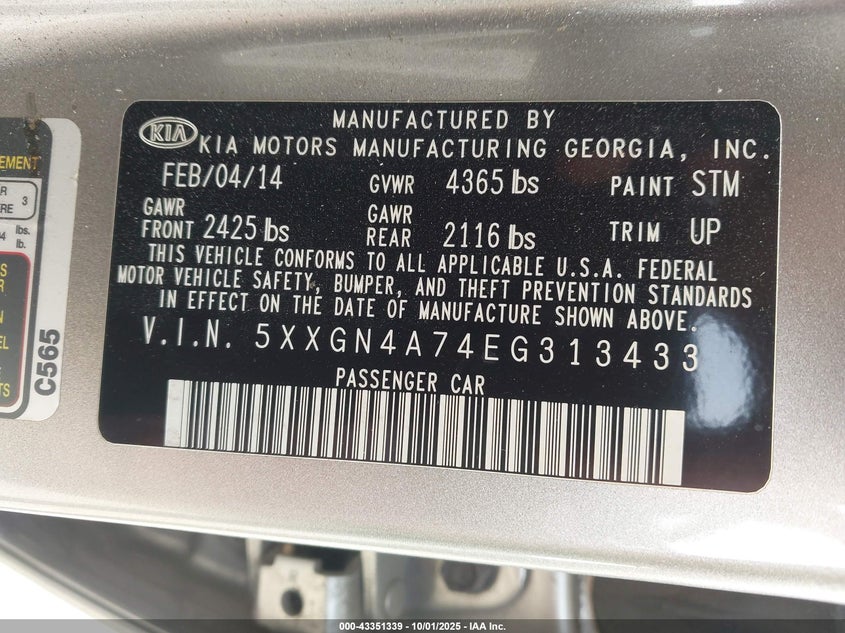 MANUFACTURED BY
KIA KIA MOTORS MANUFACTURING GEORGIA, INC.
FEB/04/14 GVWR 4365 lbs PAINT STM
GAWR FRONT 2425 lbs GAWR REAR 2116 lbs TRIM UP
THIS VEHICLE CONFORMS TO ALL APPLICABLE U.S.A. FEDERAL
MOTOR VEHICLE SAFETY, BUMPER, AND THEFT PREVENTION STANDARDS
IN EFFECT ON THE DATE OF MANUFACTURE SHOWN ABOVE.
V.I.N. 5XXGN4A74EG313433
PASSENGER CAR
C565
3
lbs.
lb.
000-43351339 - 10/01/2025 - IAA Inc.